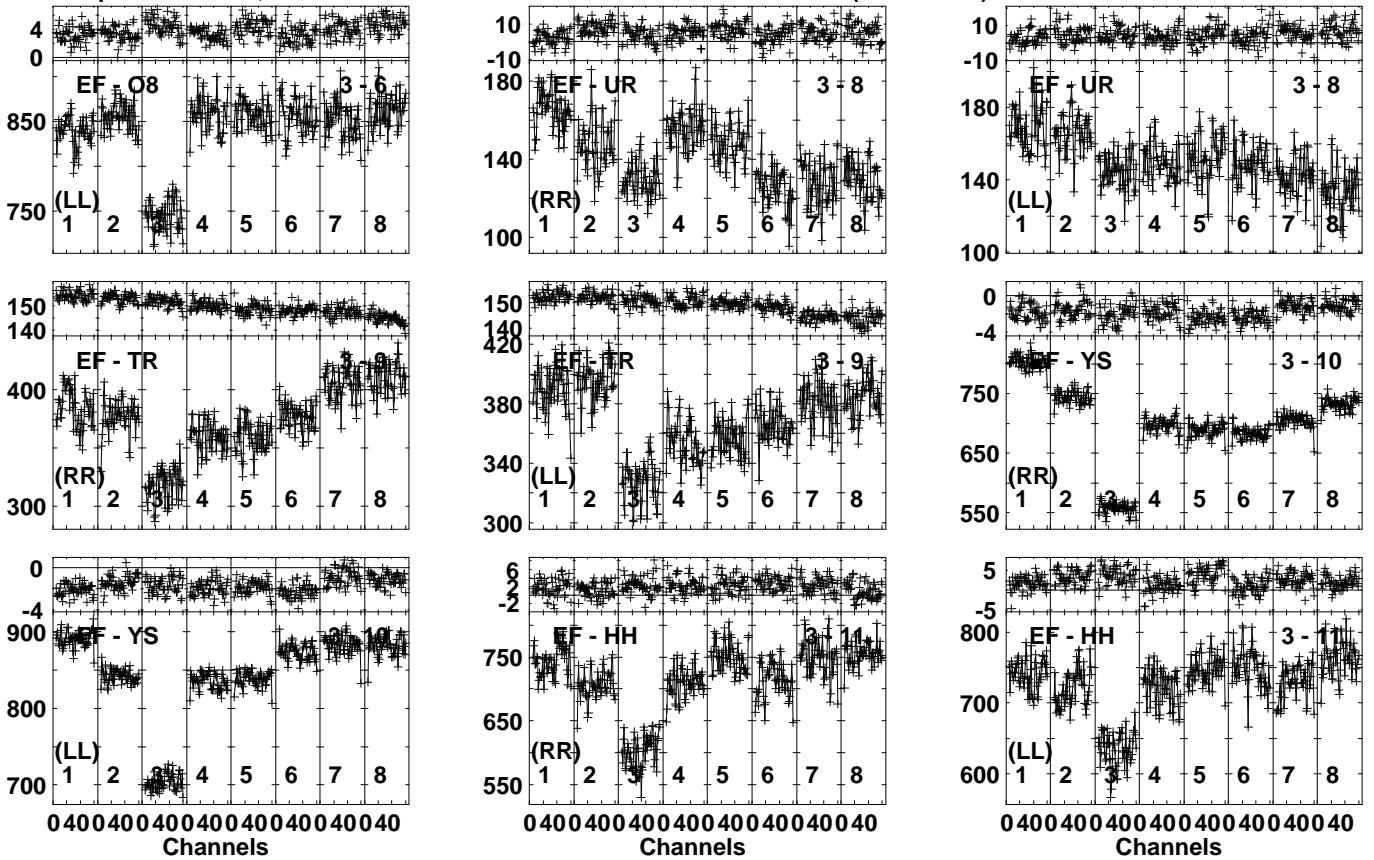 4
0
EF - O8 3 - 6
850
750
(LL)
1 2 3 4 5 6 7 8
10
-10
180
EF - UR 3 - 8
140
100
(RR)
1 2 3 4 5 6 7 8
10
-10
180
EF - UR 3 - 8
140
100
(LL)
1 2 3 4 5 6 7 8
150
140
EF - TR 3 - 9
400
300
(RR)
1 2 3 4 5 6 7 8
150
140
420
EF - TR 3 - 9
380
340
300
(LL)
1 2 3 4 5 6 7 8
0
-4
EF - YS 3 - 10
750
650
550
(RR)
1 2 3 4 5 6 7 8
0
-4
900
EF - YS 3 - 10
800
700
(LL)
1 2 3 4 5 6 7 8
0 40 0 40 0 40 0 40 0 40 0 40 0 40 0 40
Channels
6
2
-2
EF - HH 3 - 11
750
650
550
(RR)
1 2 3 4 5 6 7 8
0 40 0 40 0 40 0 40 0 40 0 40 0 40 0 40
Channels
5
-5
800
EF - HH 3 - 11
700
600
(LL)
1 2 3 4 5 6 7 8
0 40 0 40 0 40 0 40 0 40 0 40 0 40 0 40
Channels